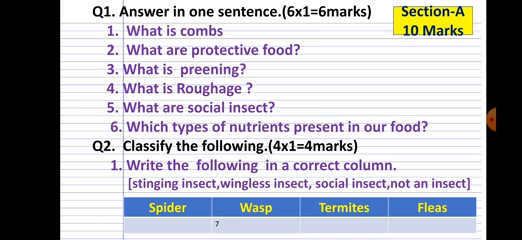 Q1. Answer in one sentence.(6x1=6marks)
Section-A
10 Marks
1. What is combs
2. What are protective food?
3. What is preening?
4. What is Roughage ?
5. What are social insect?
6. Which types of nutrients present in our food?
Q2. Classify the following.(4x1=4marks)
1. Write the following in a correct column.
[stinging insect,wingless insect, social insect,not an insect]
Spider Wasp Termites Fleas
7